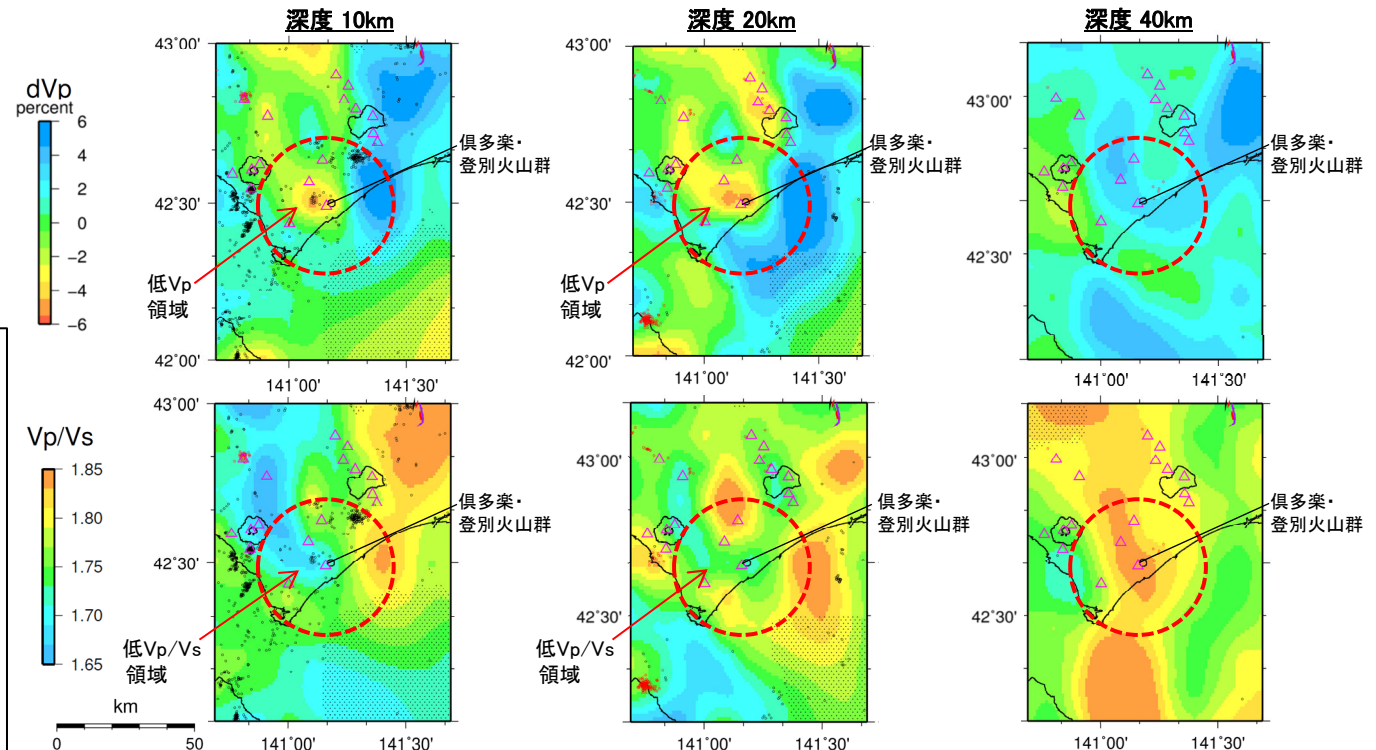 深度 10km
深度 20km
深度 40km
dVp
percent
6
4
2
0
−2
−4
−6
43°00'
42°30'
42°00'
141°00'
141°30'
倶多楽・
登別火山群
低Vp
領域
43°00'
42°30'
42°00'
141°00'
141°30'
倶多楽・
登別火山群
低Vp
領域
43°00'
42°30'
141°00'
141°30'
倶多楽・
登別火山群
Vp/Vs
1.85
1.80
1.75
1.70
1.65
km
0
50
43°00'
42°30'
141°00'
141°30'
倶多楽・
登別火山群
低Vp/Vs
領域
43°00'
42°30'
141°00'
141°30'
倶多楽・
登別火山群
低Vp/Vs
領域
43°00'
42°30'
141°00'
141°30'
倶多楽・
登別火山群